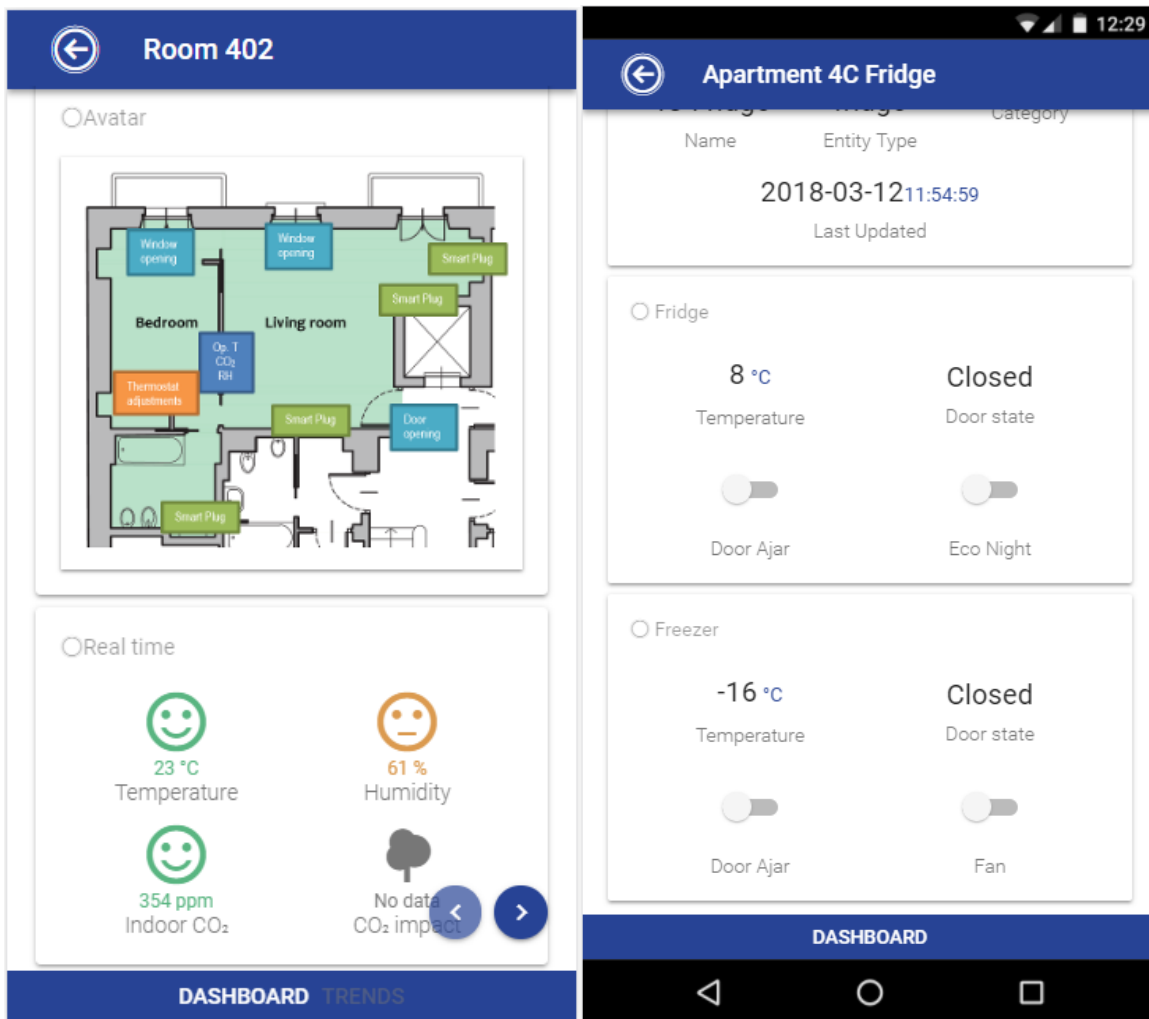 Room 402
Avatar
Window
opening
Window
opening
Smart Plug
Smart Plug
Bedroom
Living room
Op. T
CO₂
RH
Thermostat
adjustments
Smart Plug
Door
opening
Smart Plug
Real time
23 °C
Temperature
61 %
Humidity
354 ppm
Indoor CO₂
No data
CO₂ impact
DASHBOARD TRENDS
12:29
Apartment 4C Fridge
Category
Name Entity Type
2018-03-12 11:54:59
Last Updated
Fridge
8 °C Closed
Temperature Door state
Door Ajar Eco Night
Freezer
-16 °C Closed
Temperature Door state
Door Ajar Fan
DASHBOARD